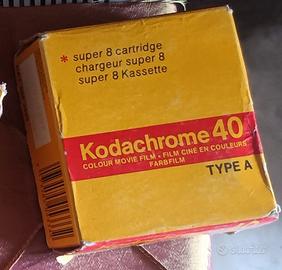 * super 8 cartridge
chargeur super 8
super 8 Kassette
Kodachrome 40
COLOUR MOVIE FILM • FILM CINÉ EN COULEURS
FARBFILM
TYPE A
subito